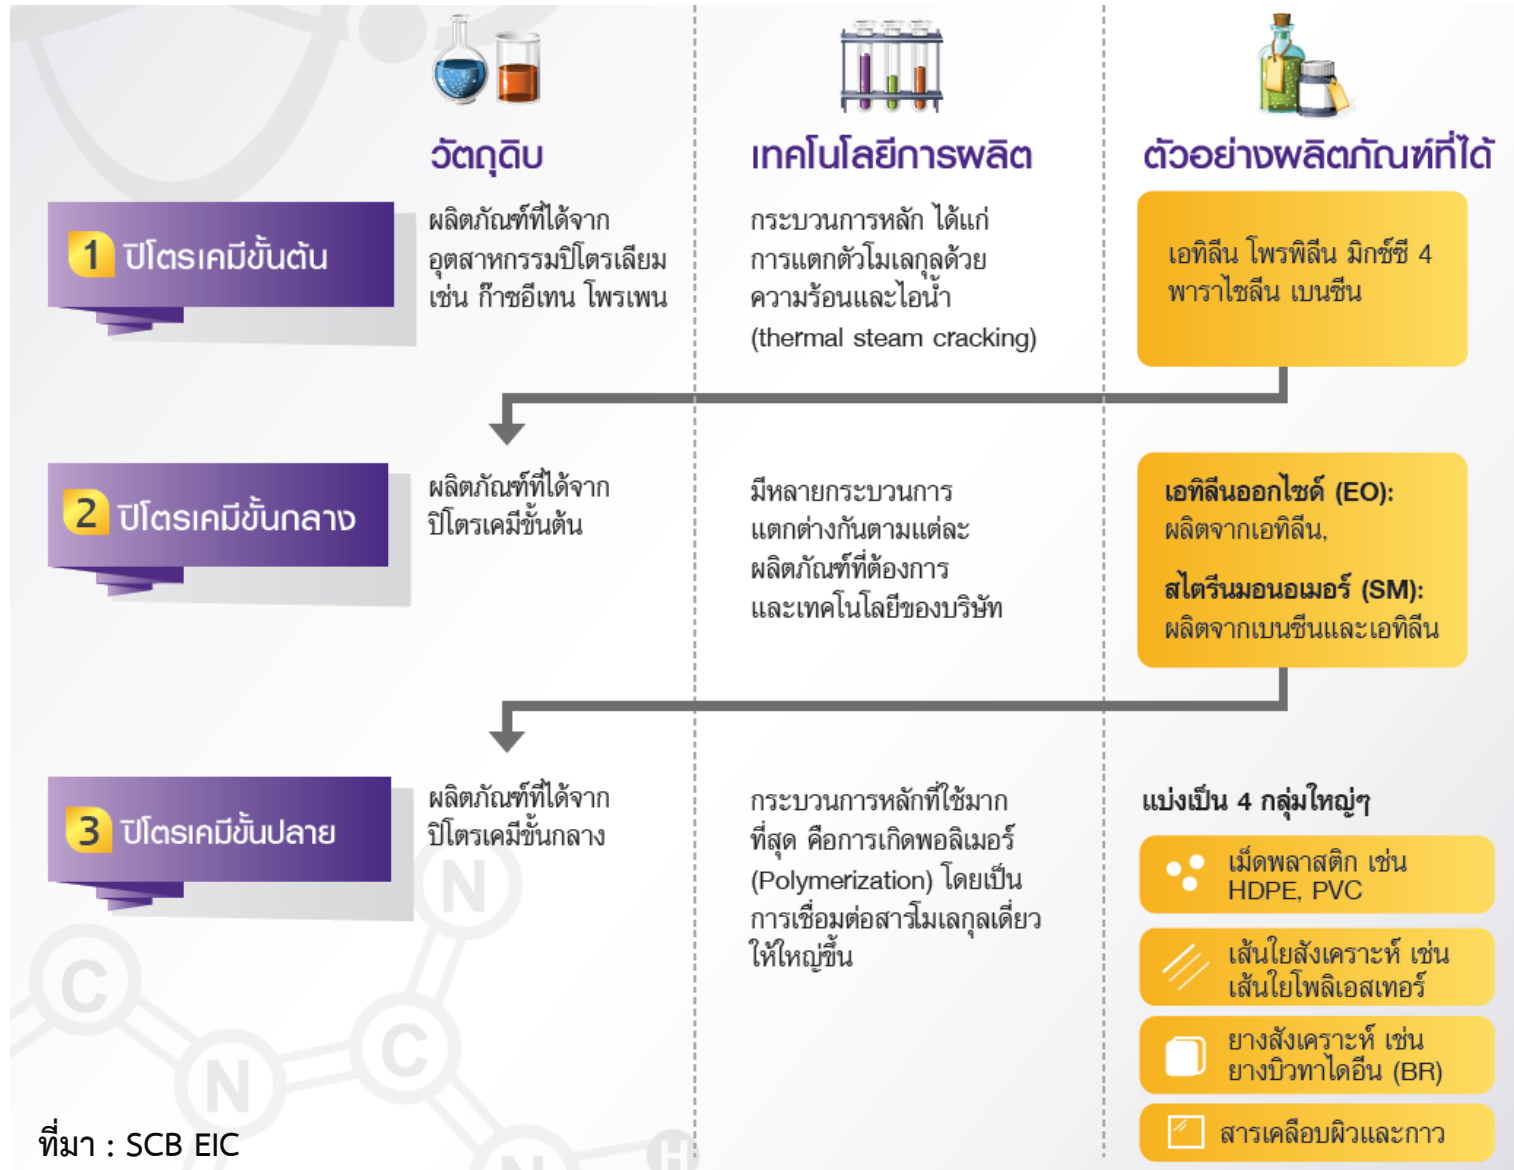 วัตถุดิบ
เทคโนโลยีการผลิต
ตัวอย่างผลิตภัณฑ์ที่ได้
1 ปิโตรเคมีขั้นต้น
ผลิตภัณฑ์ที่ได้จาก
อุตสาหกรรมปิโตรเลียม
เช่น ก๊าซอีเทน โพรเพน
กระบวนการหลัก ได้แก่
การแตกตัวโมเลกุลด้วย
ความร้อนและไอน้ำ
(thermal steam cracking)
เอทิลีน โพรพิลีน มิกซ์ซี 4
พาราไซลีน เบนซีน
2 ปิโตรเคมีขั้นกลาง
ผลิตภัณฑ์ที่ได้จาก
ปิโตรเคมีขั้นต้น
มีหลายกระบวนการ
แตกต่างกันตามแต่ละ
ผลิตภัณฑ์ที่ต้องการ
และเทคโนโลยีของบริษัท
เอทิลีนออกไซด์ (EO):
ผลิตจากเอทิลีน,
สไตรีนมอนอเมอร์ (SM):
ผลิตจากเบนซีนและเอทิลีน
3 ปิโตรเคมีขั้นปลาย
ผลิตภัณฑ์ที่ได้จาก
ปิโตรเคมีขั้นกลาง
กระบวนการหลักที่ใช้มาก
ที่สุด คือการเกิดพอลิเมอร์
(Polymerization) โดยเป็น
การเชื่อมต่อสารโมเลกุลเดี่ยว
ให้ใหญ่ขึ้น
แบ่งเป็น 4 กลุ่มใหญ่ๆ
เม็ดพลาสติก เช่น
HDPE, PVC
เส้นใยสังเคราะห์ เช่น
เส้นใยโพลิเอสเทอร์
ยางสังเคราะห์ เช่น
ยางบิวทาไดอีน (BR)
สารเคลือบผิวและกาว
N
C
C
N
N
H
ที่มา : SCB EIC